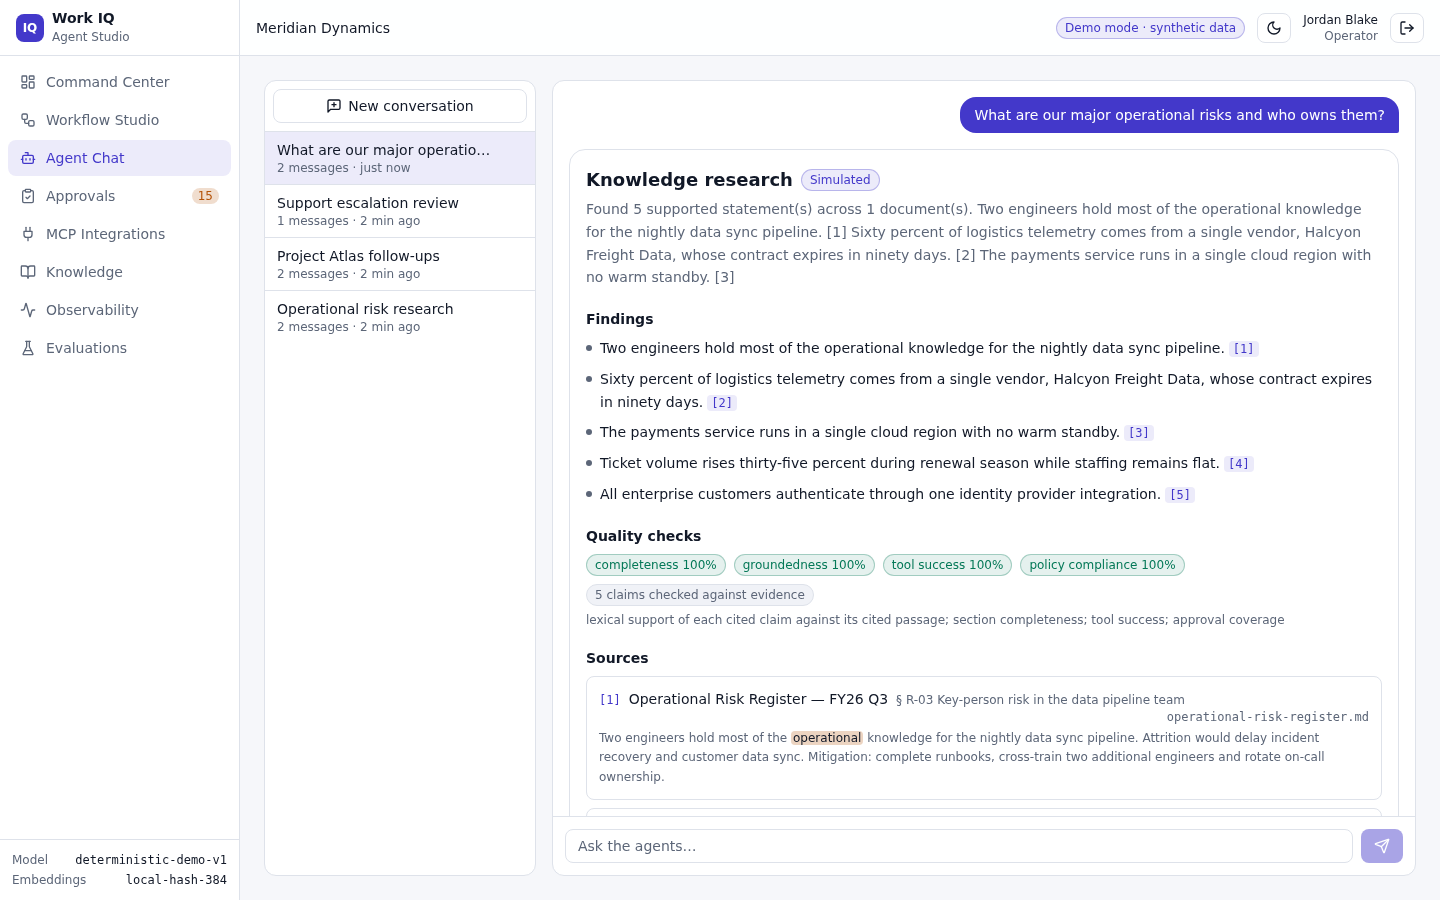 IQ
Work IQ
Agent Studio
Meridian Dynamics
Demo mode · synthetic data
Jordan Blake
Operator
Command Center
Workflow Studio
Agent Chat
Approvals
15
MCP Integrations
Knowledge
Observability
Evaluations
Model
deterministic-demo-v1
Embeddings
local-hash-384
New conversation
What are our major operatio…
2 messages · just now
Support escalation review
1 messages · 2 min ago
Project Atlas follow-ups
2 messages · 2 min ago
Operational risk research
2 messages · 2 min ago
What are our major operational risks and who owns them?
Knowledge research
Simulated
Found 5 supported statement(s) across 1 document(s). Two engineers hold most of the operational knowledge
for the nightly data sync pipeline. [1] Sixty percent of logistics telemetry comes from a single vendor, Halcyon
Freight Data, whose contract expires in ninety days. [2] The payments service runs in a single cloud region with
no warm standby. [3]
Findings
Two engineers hold most of the operational knowledge for the nightly data sync pipeline. [1]
Sixty percent of logistics telemetry comes from a single vendor, Halcyon Freight Data, whose contract expires
in ninety days. [2]
The payments service runs in a single cloud region with no warm standby. [3]
Ticket volume rises thirty-five percent during renewal season while staffing remains flat. [4]
All enterprise customers authenticate through one identity provider integration. [5]
Quality checks
completeness 100%
groundedness 100%
tool success 100%
policy compliance 100%
5 claims checked against evidence
lexical support of each cited claim against its cited passage; section completeness; tool success; approval coverage
Sources
[1] Operational Risk Register — FY26 Q3 § R-03 Key-person risk in the data pipeline team
operational-risk-register.md
Two engineers hold most of the operational knowledge for the nightly data sync pipeline. Attrition would delay incident
recovery and customer data sync. Mitigation: complete runbooks, cross-train two additional engineers and rotate on-call
ownership.
Ask the agents…